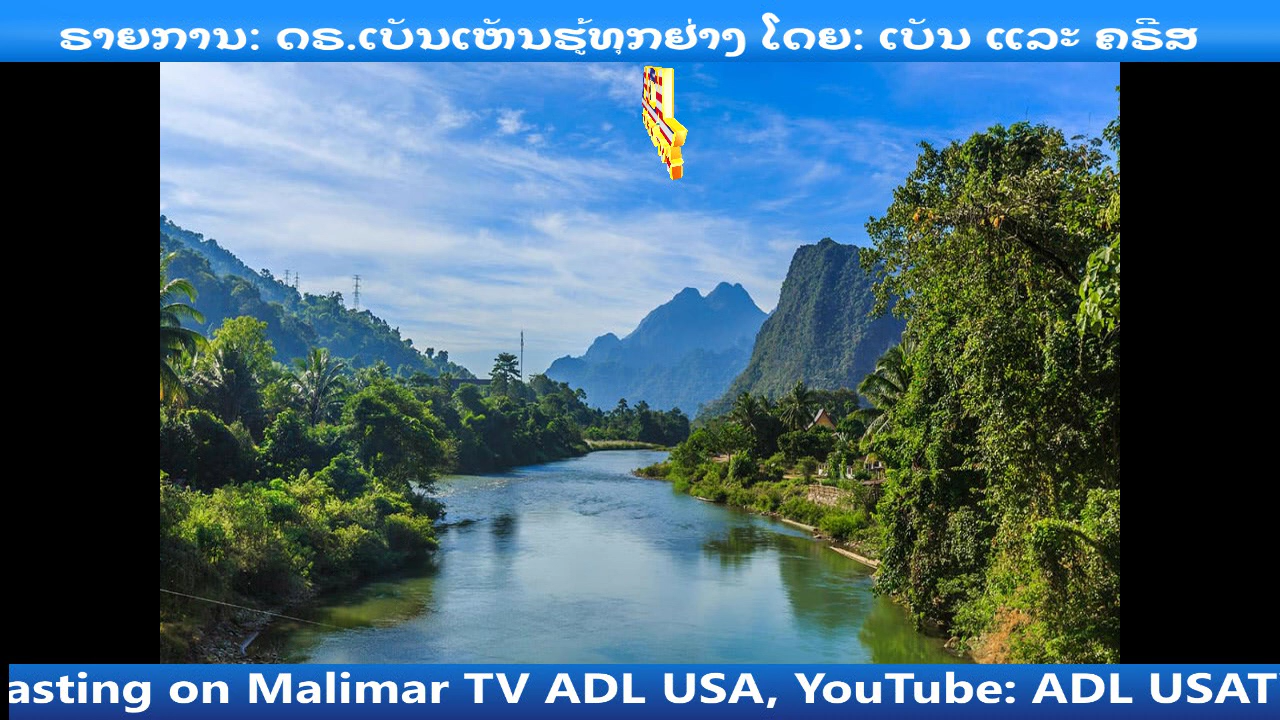 ຣາຍການ: ດຣ.ເບັນເຫັນຮູ້ທຸກຢ່າງ ໂດຍ: ເບັນ ແລະ ຄຣີສ
asting on Malimar TV ADL USA, YouTube: ADL USAT